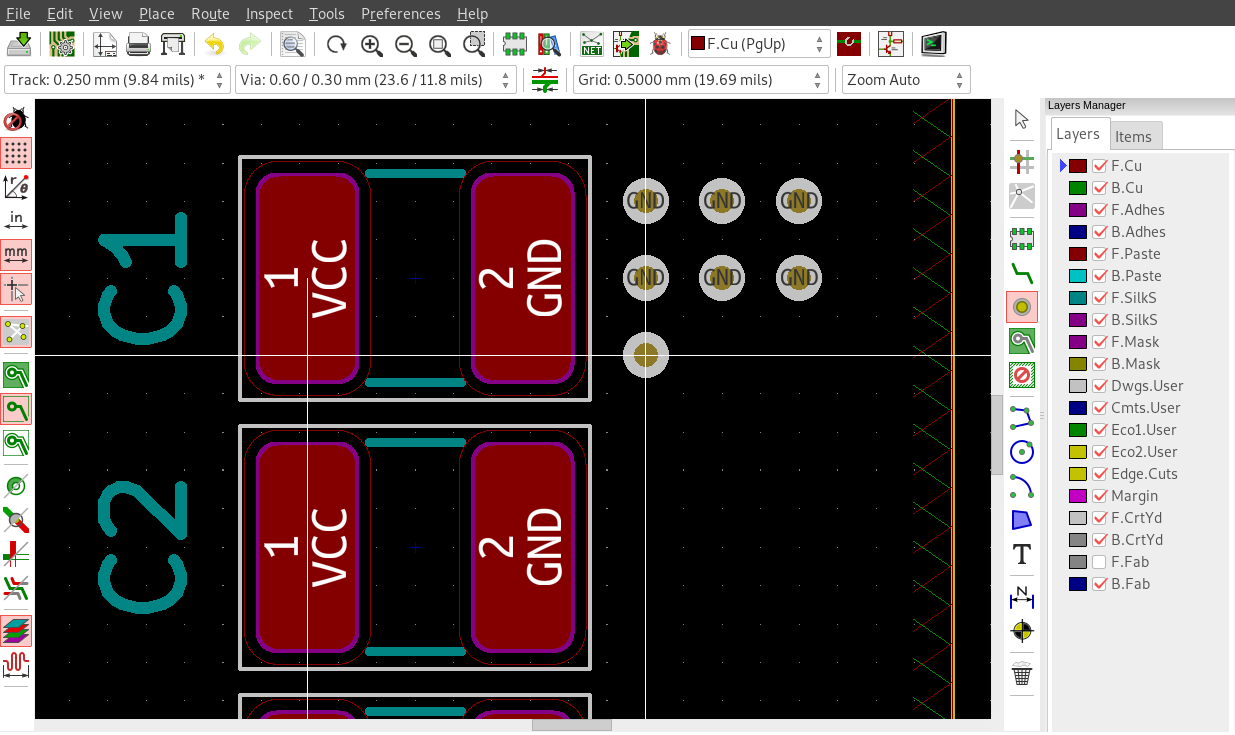 File Edit View Place Route Inspect Tools Preferences Help
NET F.Cu (PgUp)
Track: 0.250 mm (9.84 mils) * Via: 0.60 / 0.30 mm (23.6 / 11.8 mils) Grid: 0.5000 mm (19.69 mils) Zoom Auto
Layers Manager
Layers Items
in
mm
C1
1
VCC
2
GND
GND GND GND
GND GND GND
C2
1
VCC
2
GND
T
N
F.Cu
B.Cu
F.Adhes
B.Adhes
F.Paste
B.Paste
F.SilkS
B.SilkS
F.Mask
B.Mask
Dwgs.User
Cmts.User
Eco1.User
Eco2.User
Edge.Cuts
Margin
F.CrtYd
B.CrtYd
F.Fab
B.Fab